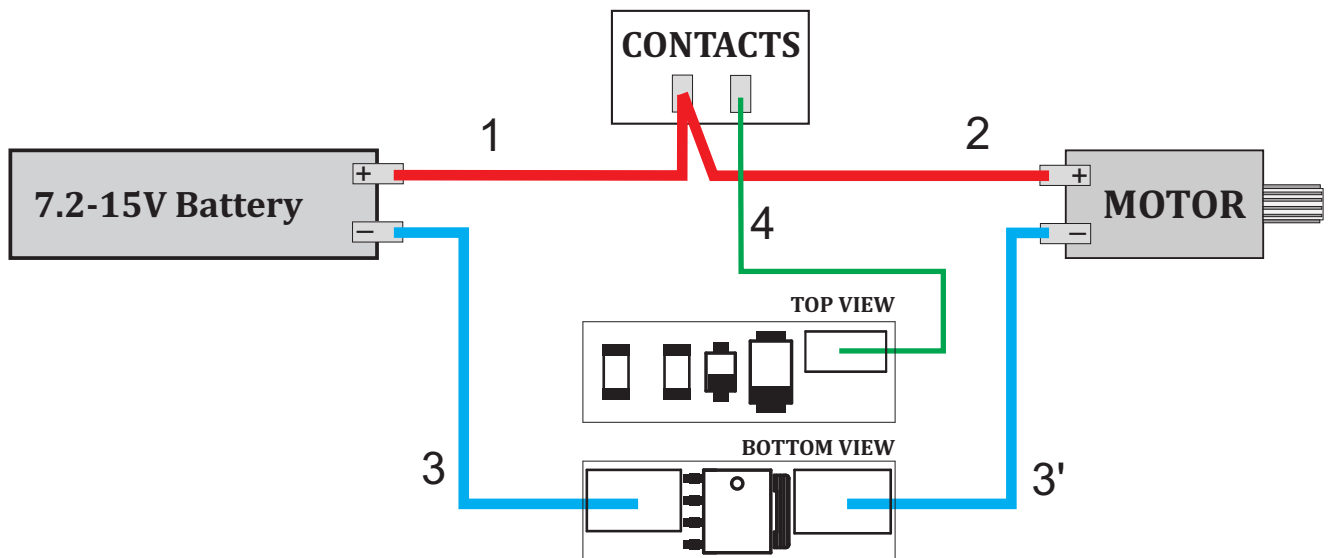 CONTACTS
1
2
+
7.2-15V Battery
−
+
MOTOR
−
4
TOP VIEW
BOTTOM VIEW
3
3'